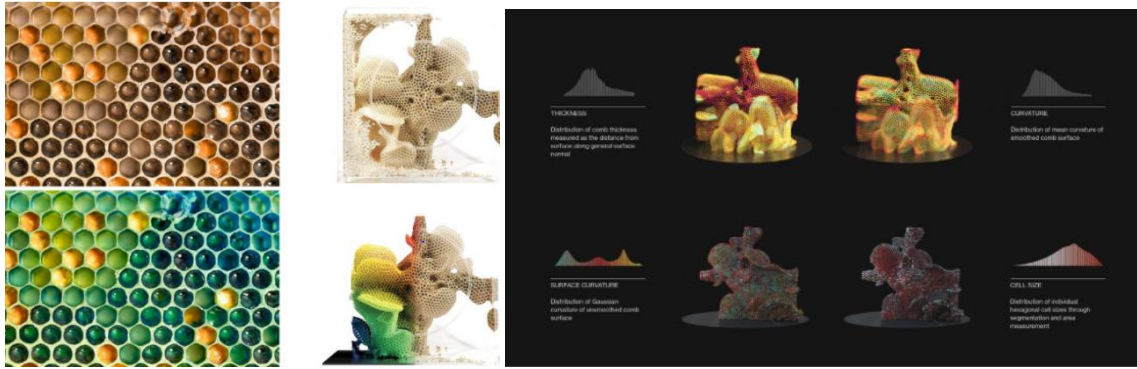 THICKNESS
Distribution of comb thickness
measured as the distance from
surface along general surface
normal
CURVATURE
Distribution of mean curvature of
smoothed comb surface
SURFACE CURVATURE
Distribution of Gaussian
curvature of unsmoothed comb
surface
CELL SIZE
Distribution of individual
hexagonal cell sizes through
segmentation and area
measurement